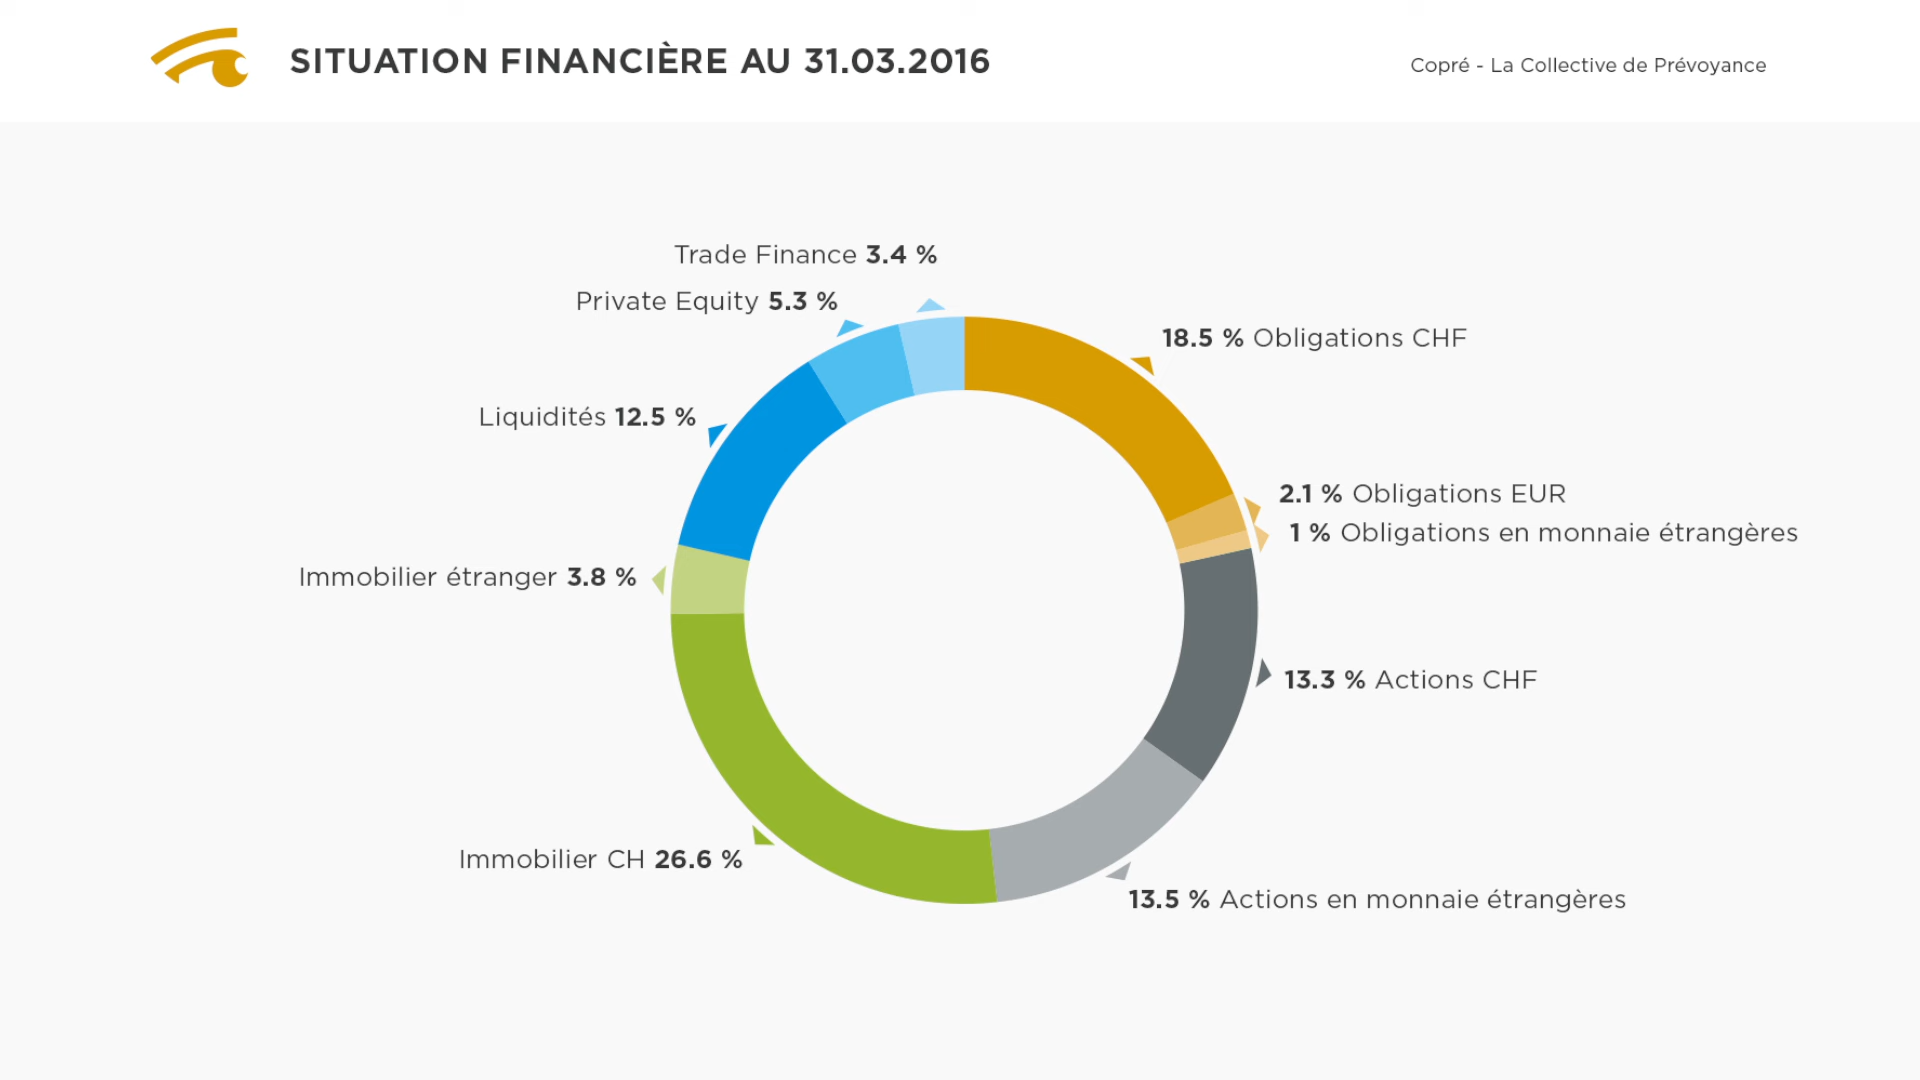 SITUATION FINANCIÈRE AU 31.03.2016
Copré - La Collective de Prévoyance
Trade Finance 3.4 %
Private Equity 5.3 %
18.5 % Obligations CHF
Liquidités 12.5 %
2.1 % Obligations EUR
1 % Obligations en monnaie étrangères
Immobilier étranger 3.8 %
13.3 % Actions CHF
Immobilier CH 26.6 %
13.5 % Actions en monnaie étrangères